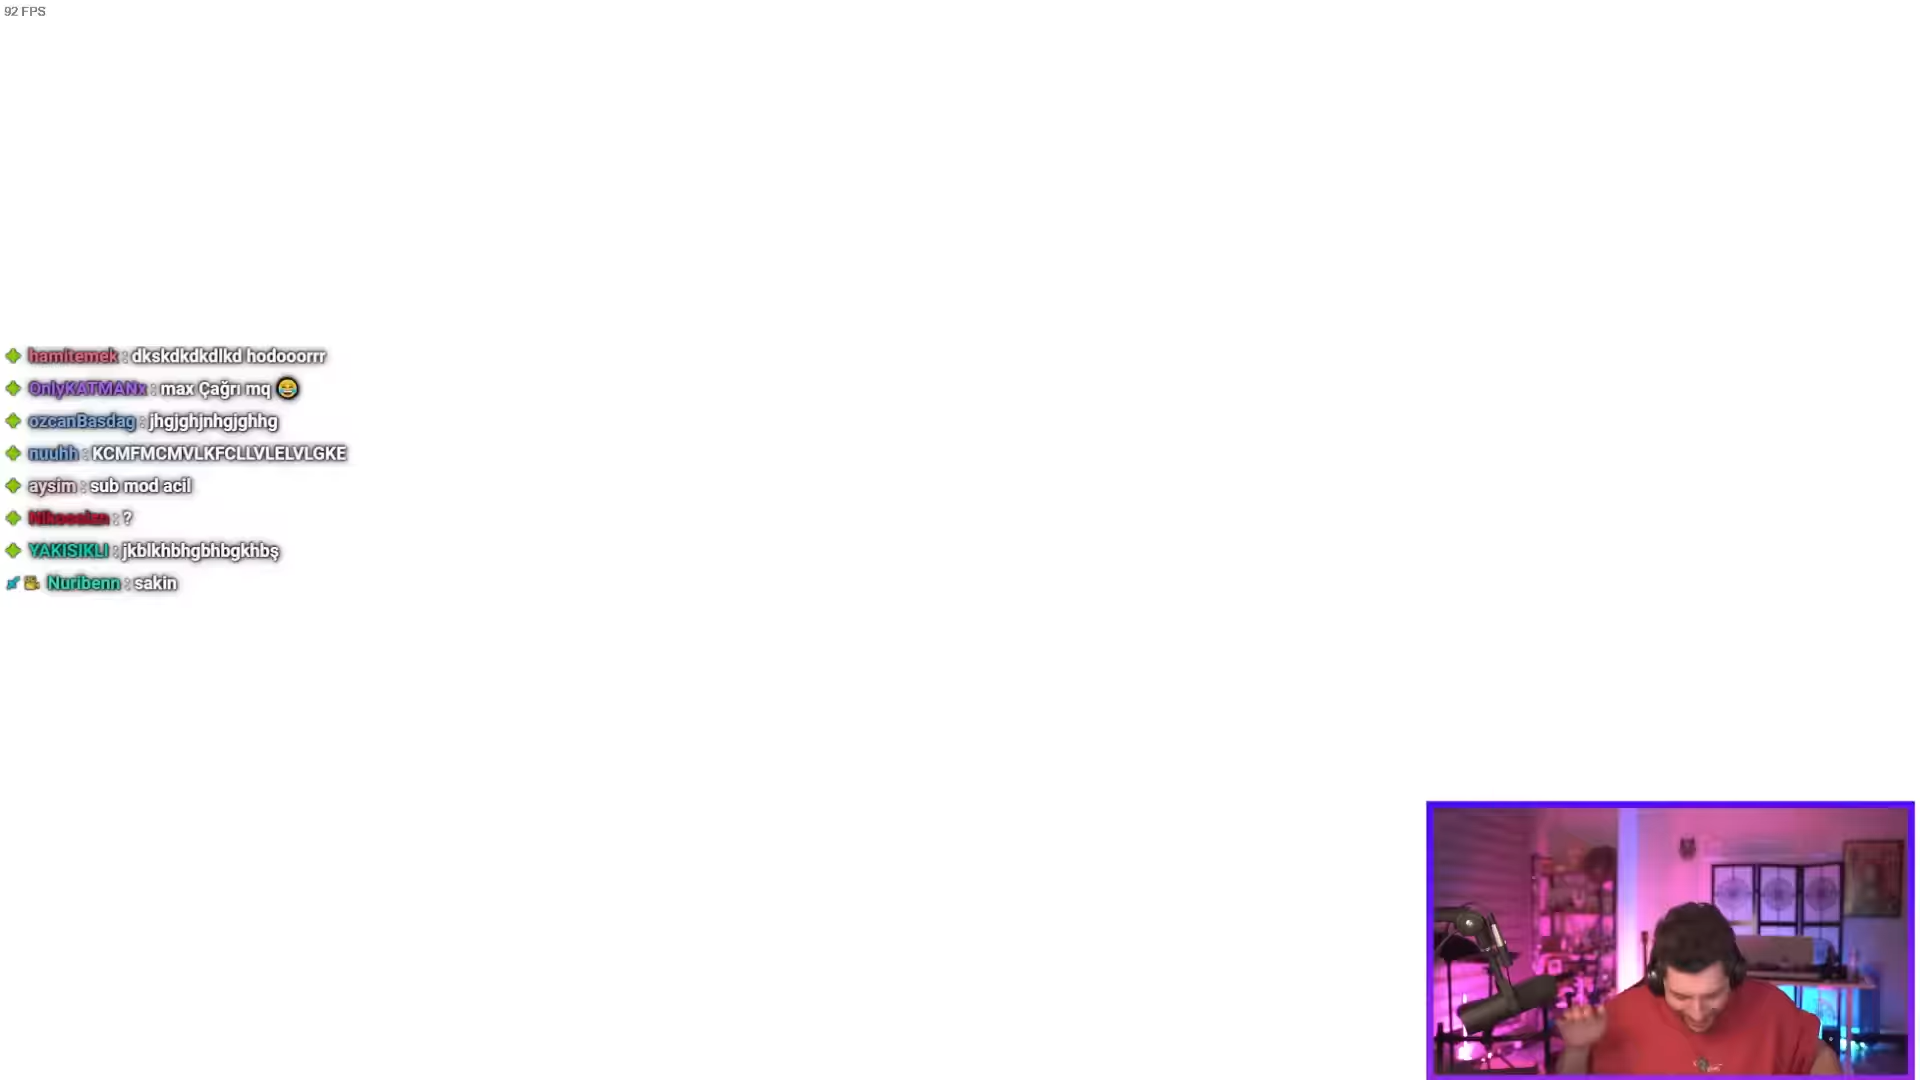 92 FPS
hamitemek : dkskdkdkdlkd hodooorrr
OnlyKATMANx : max Çağrı mq 😂
ozcanBasdag : jhgjghjnhgjghhg
nuuhh : KCMFMCMVLKFCLLVLELVLGKE
aysim : sub mod acil
: ?
YAKISIKLI : jkblkhbhgbhbgkhbş
Nuribenn : sakin